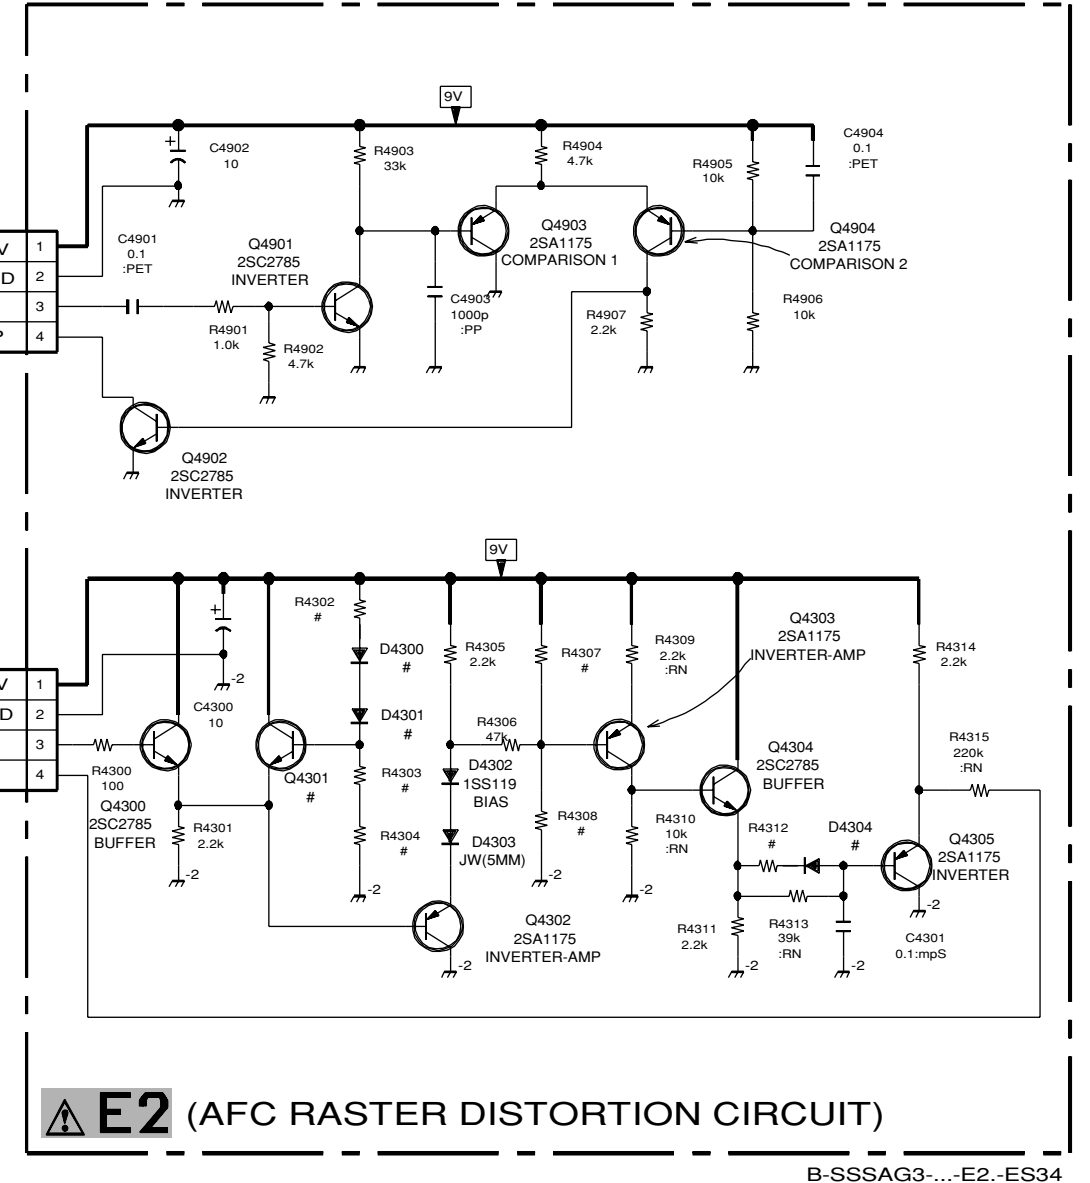 9V
+
C4902
10
R4903
33k
R4904
4.7k
R4905
10k
C4904
0.1
:PET
V
1
D
2
3
P
4
C4901
0.1
:PET
Q4901
2SC2785
INVERTER
Q4903
2SA1175
COMPARISON 1
Q4904
2SA1175
COMPARISON 2
R4901
1.0k
R4902
4.7k
C4903
1000p
:PP
R4907
2.2k
R4906
10k
Q4902
2SC2785
INVERTER
9V
R4302
#
+
D4300
#
R4305
2.2k
R4307
#
R4309
2.2k
:RN
Q4303
2SA1175
INVERTER-AMP
R4314
2.2k
V
1
D
2
3
4
-2
C4300
10
D4301
#
R4306
47k
R4300
100
Q4300
2SC2785
BUFFER
R4301
2.2k
-2
Q4301
#
R4303
#
R4304
#
-2
D4302
1SS119
BIAS
D4303
JW(5MM)
R4308
#
-2
R4310
10k
:RN
-2
Q4304
2SC2785
BUFFER
R4315
220k
:RN
R4312
#
D4304
#
Q4305
2SA1175
INVERTER
-2
Q4302
2SA1175
INVERTER-AMP
-2
R4311
2.2k
-2
R4313
39k
:RN
-2
C4301
0.1:mpS
E2 (AFC RASTER DISTORTION CIRCUIT)
B-SSSAG3-...-E2.-ES34